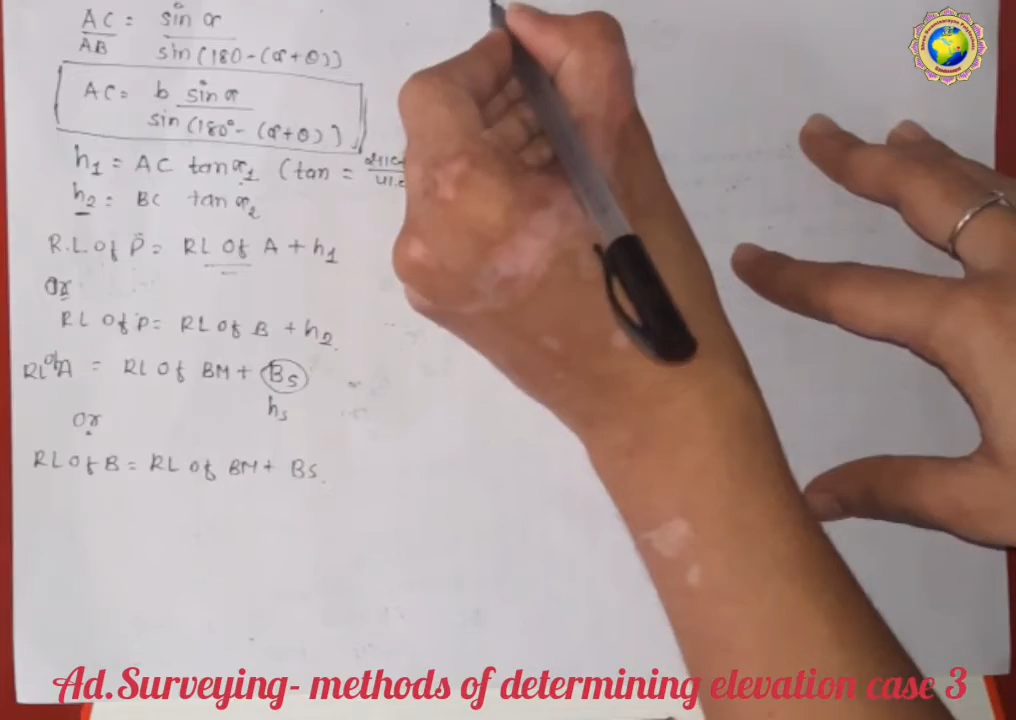 AC = sin α
AB sin (180 - (α + θ))
AC = b sin α
sin (180° - (α + θ))
h1 = AC tan α1 (tan =
h2 = BC tan α2
R.L. of P = RL of A + h1
Or
RL of P = RL of B + h2
RL of A = RL of BM + Bs
hs
or
RL of B = RL of BM + Bs.
Ad.Surveying- methods of determining elevation case 3